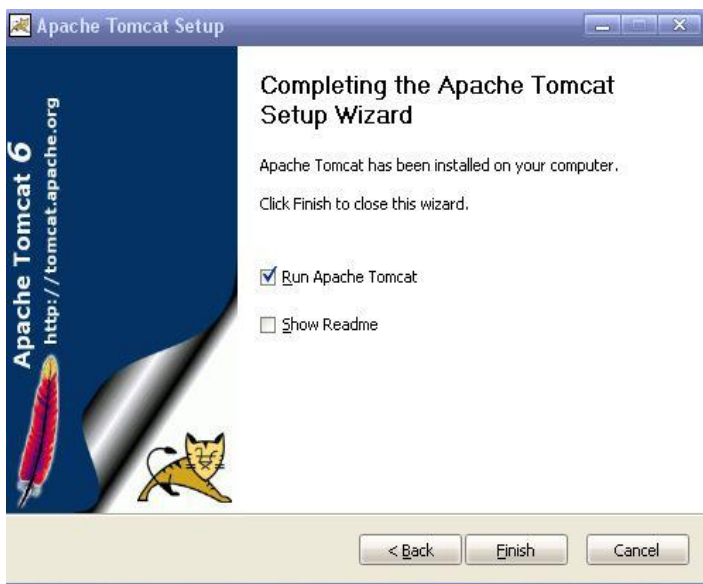 Apache Tomcat Setup
Apache Tomcat 6
http://tomcat.apache.org
Completing the Apache Tomcat
Setup Wizard
Apache Tomcat has been installed on your computer.
Click Finish to close this wizard.
Run Apache Tomcat
Show Readme
< Back
Finish
Cancel